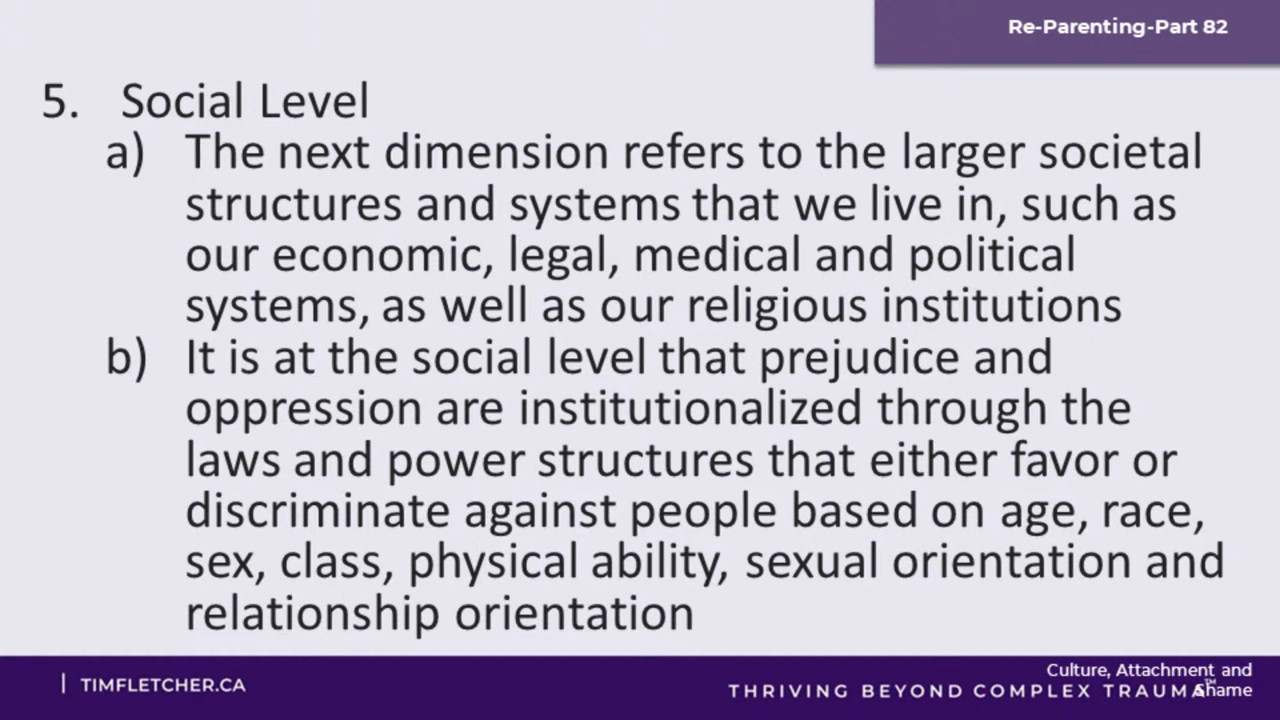 Re-Parenting-Part 82
5. Social Level
a) The next dimension refers to the larger societal
structures and systems that we live in, such as
our economic, legal, medical and political
systems, as well as our religious institutions
b) It is at the social level that prejudice and
oppression are institutionalized through the
laws and power structures that either favor or
discriminate against people based on age, race,
sex, class, physical ability, sexual orientation and
relationship orientation
| TIMFLETCHER.CA
Culture, Attachment and
Shame
THRIVING BEYOND COMPLEX TRAUMA™